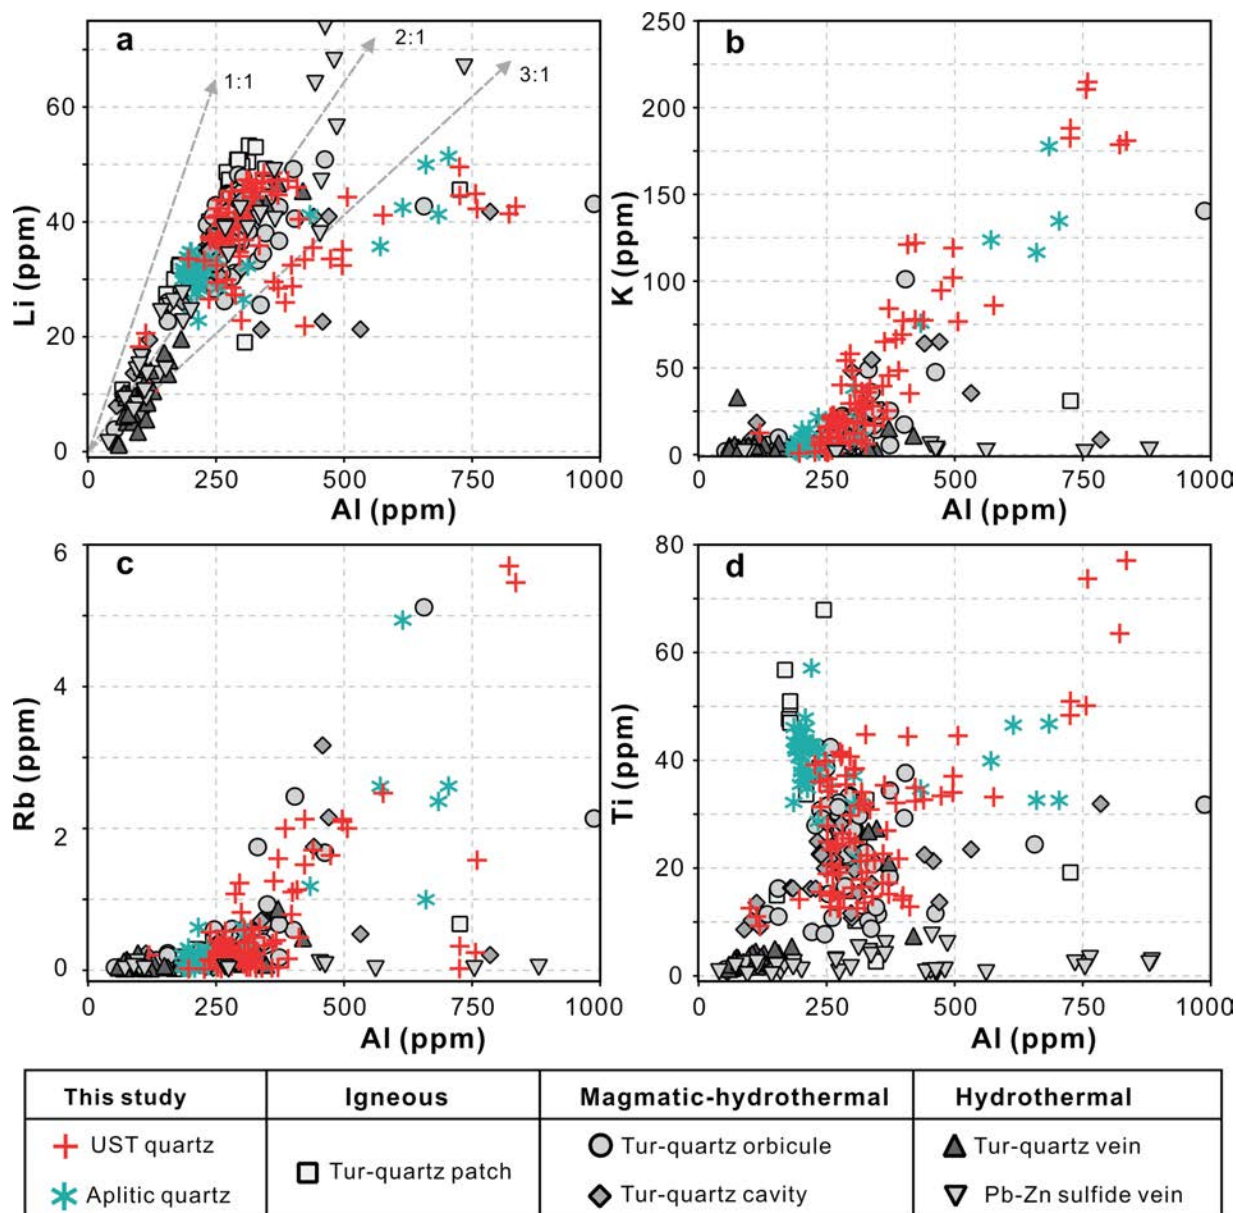 a
b
1:1
2:1
3:1
60
40
20
0
Li (ppm)
0
250
500
750
1000
Al (ppm)
250
200
150
100
50
0
K (ppm)
0
250
500
750
1000
Al (ppm)
c
d
6
4
2
0
Rb (ppm)
0
250
500
750
1000
Al (ppm)
80
60
40
20
0
Ti (ppm)
0
250
500
750
1000
Al (ppm)
This study
Igneous
Magmatic-hydrothermal
Hydrothermal
UST quartz
Aplitic quartz
Tur-quartz patch
Tur-quartz orbicule
Tur-quartz cavity
Tur-quartz vein
Pb-Zn sulfide vein